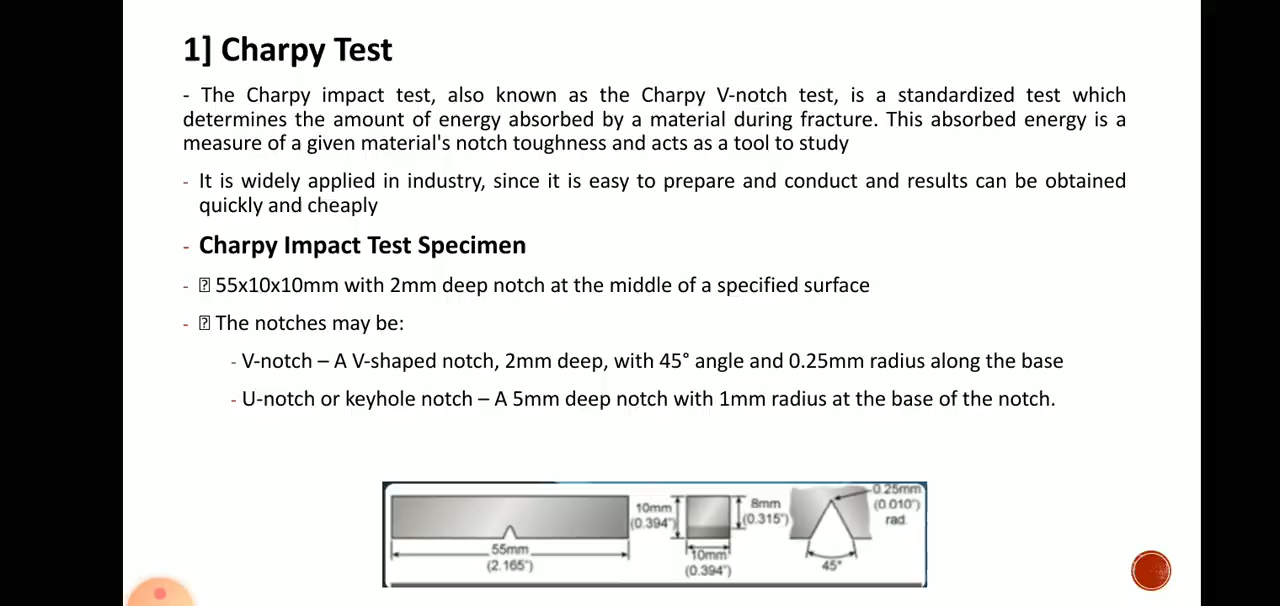 1] Charpy Test
- The Charpy impact test, also known as the Charpy V-notch test, is a standardized test which
determines the amount of energy absorbed by a material during fracture. This absorbed energy is a
measure of a given material's notch toughness and acts as a tool to study
- It is widely applied in industry, since it is easy to prepare and conduct and results can be obtained
quickly and cheaply
- Charpy Impact Test Specimen
- 55x10x10mm with 2mm deep notch at the middle of a specified surface
- The notches may be:
- V-notch – A V-shaped notch, 2mm deep, with 45° angle and 0.25mm radius along the base
- U-notch or keyhole notch – A 5mm deep notch with 1mm radius at the base of the notch.
55mm
(2.165")
10mm
(0.394")
10mm
(0.394")
8mm
(0.315")
0.25mm
(0.010")
rad.
45°